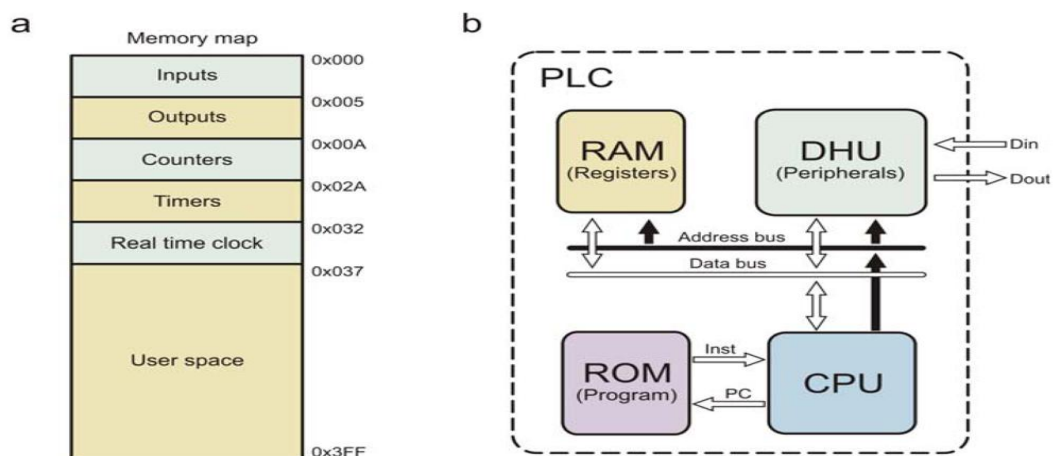 a
Memory map
0x000
Inputs
0x005
Outputs
0x00A
Counters
0x02A
Timers
0x032
Real time clock
0x037
User space
0x3FF
b
PLC
RAM
(Registers)
DHU
(Peripherals)
Din
Dout
Address bus
Data bus
ROM
(Program)
Inst
PC
CPU